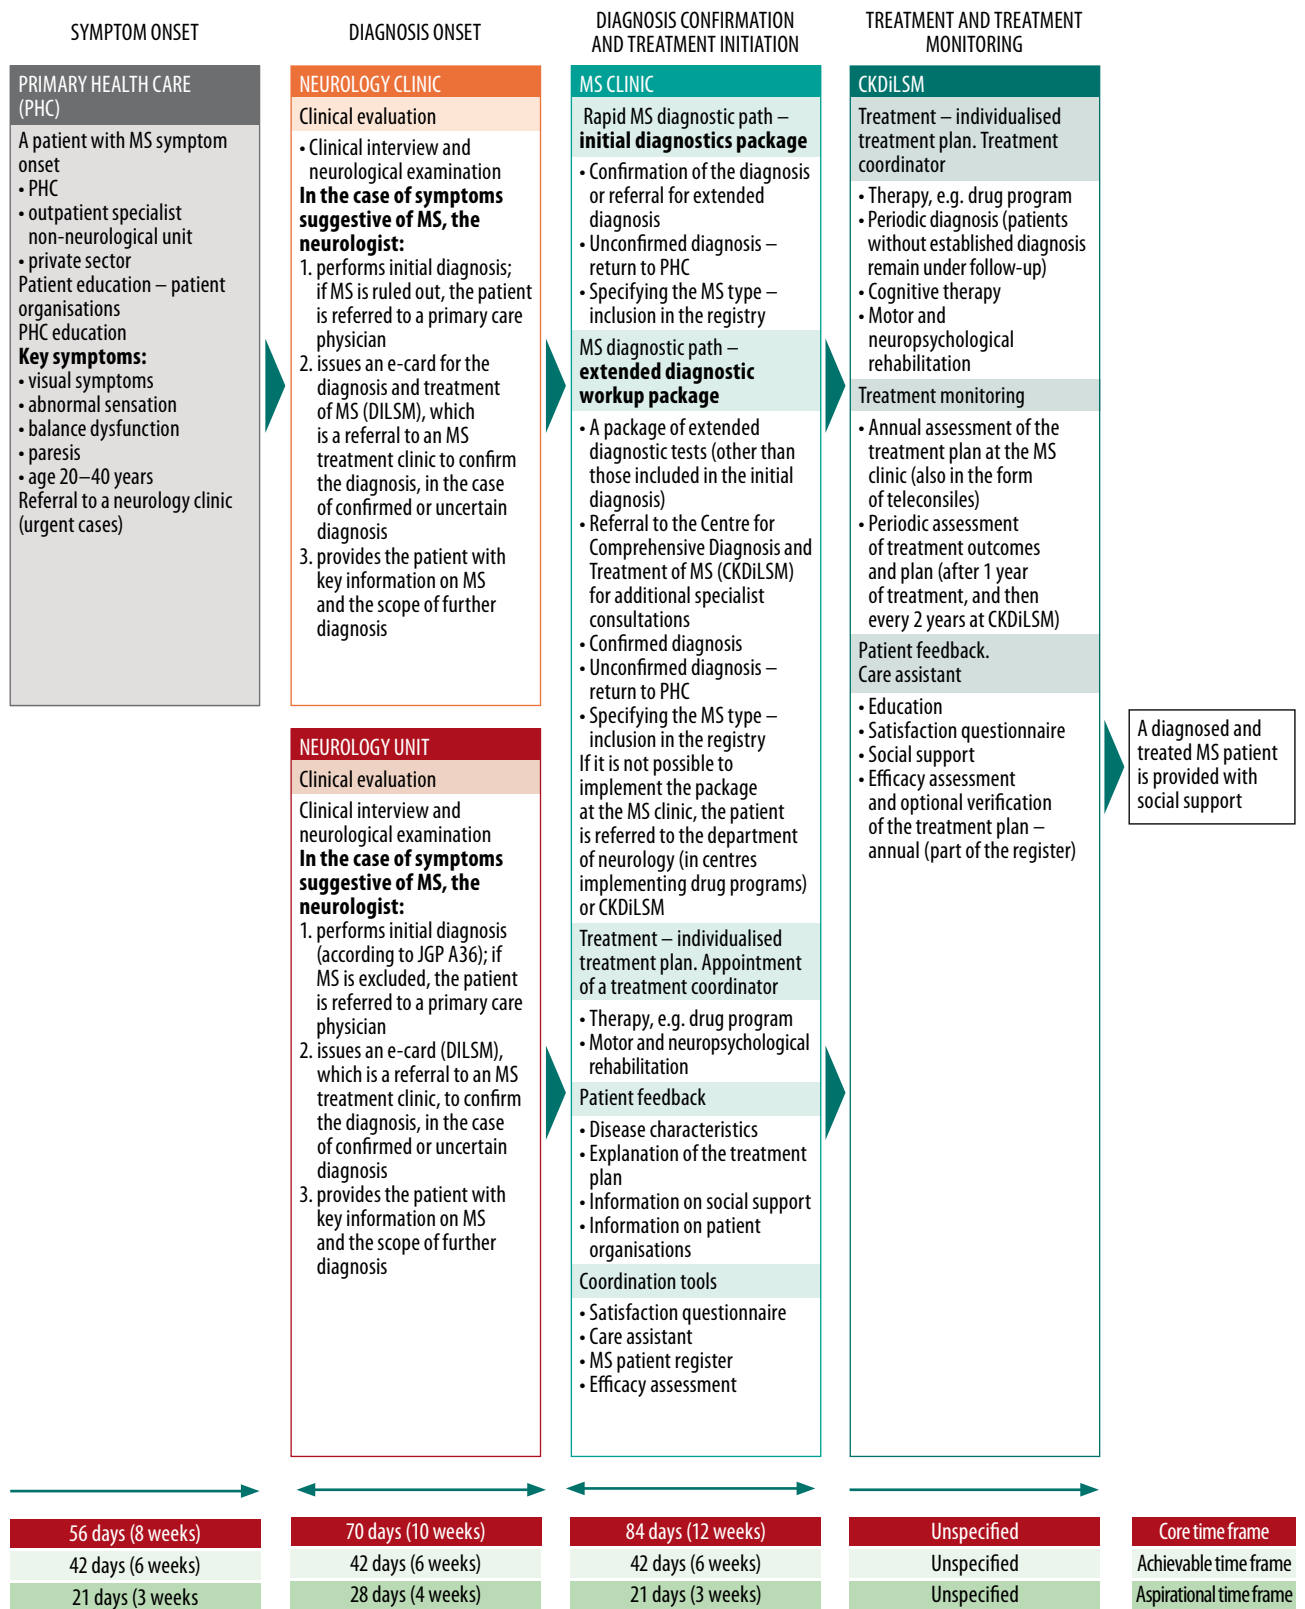 SYMPTOM ONSET
PRIMARY HEALTH CARE
(PHC)
A patient with MS symptom
onset
• PHC
• outpatient specialist
non-neurological unit
• private sector
Patient education – patient
organisations
PHC education
Key symptoms:
• visual symptoms
• abnormal sensation
• balance dysfunction
• paresis
• age 20–40 years
Referral to a neurology clinic
(urgent cases)
DIAGNOSIS ONSET
NEUROLOGY CLINIC
Clinical evaluation
• Clinical interview and
neurological examination
In the case of symptoms
suggestive of MS, the
neurologist:
1. performs initial diagnosis;
if MS is ruled out, the patient
is referred to a primary care
physician
2. issues an e-card for the
diagnosis and treatment
of MS (DILSM), which
is a referral to an MS
treatment clinic to confirm
the diagnosis, in the case
of confirmed or uncertain
diagnosis
3. provides the patient with
key information on MS
and the scope of further
diagnosis
NEUROLOGY UNIT
Clinical evaluation
Clinical interview and
neurological examination
In the case of symptoms
suggestive of MS, the
neurologist:
1. performs initial diagnosis
(according to JGP A36); if
MS is excluded, the patient
is referred to a primary care
physician
2. issues an e-card (DILSM),
which is a referral to an MS
treatment clinic, to confirm
the diagnosis, in the case
of confirmed or uncertain
diagnosis
3. provides the patient with
key information on MS
and the scope of further
diagnosis
DIAGNOSIS CONFIRMATION
AND TREATMENT INITIATION
MS CLINIC
Rapid MS diagnostic path –
initial diagnostics package
• Confirmation of the diagnosis
or referral for extended
diagnosis
• Unconfirmed diagnosis –
return to PHC
• Specifying the MS type –
inclusion in the registry
MS diagnostic path –
extended diagnostic
workup package
• A package of extended
diagnostic tests (other than
those included in the initial
diagnosis)
• Referral to the Centre for
Comprehensive Diagnosis and
Treatment of MS (CKDiLSM)
for additional specialist
consultations
• Confirmed diagnosis
• Unconfirmed diagnosis –
return to PHC
• Specifying the MS type –
inclusion in the registry
If it is not possible to
implement the package
at the MS clinic, the patient
is referred to the department
of neurology (in centres
implementing drug programs)
or CKDiLSM
Treatment – individualised
treatment plan. Appointment
of a treatment coordinator
• Therapy, e.g. drug program
• Motor and neuropsychological
rehabilitation
Patient feedback
• Disease characteristics
• Explanation of the treatment
plan
• Information on social support
• Information on patient
organisations
Coordination tools
• Satisfaction questionnaire
• Care assistant
• MS patient register
• Efficacy assessment
TREATMENT AND TREATMENT
MONITORING
CKDiLSM
Treatment – individualised
treatment plan. Treatment
coordinator
• Therapy, e.g. drug program
• Periodic diagnosis (patients
without established diagnosis
remain under follow-up)
• Cognitive therapy
• Motor and
neuropsychological
rehabilitation
Treatment monitoring
• Annual assessment of the
treatment plan at the MS
clinic (also in the form
of teleconsiles)
• Periodic assessment
of treatment outcomes
and plan (after 1 year
of treatment, and then
every 2 years at CKDiLSM)
Patient feedback.
Care assistant
• Education
• Satisfaction questionnaire
• Social support
• Efficacy assessment
and optional verification
of the treatment plan –
annual (part of the register)
A diagnosed and
treated MS patient
is provided with
social support
56 days (8 weeks)
70 days (10 weeks)
84 days (12 weeks)
Unspecified
Core time frame
42 days (6 weeks)
42 days (6 weeks)
42 days (6 weeks)
Unspecified
Achievable time frame
21 days (3 weeks
28 days (4 weeks)
21 days (3 weeks)
Unspecified
Aspirational time frame